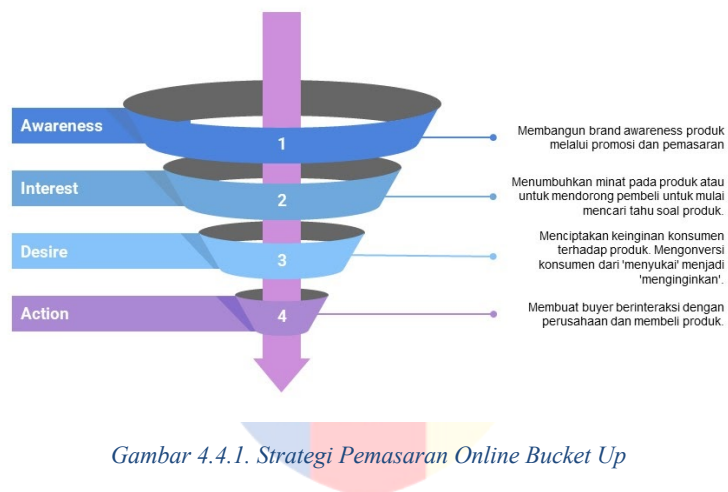 Awareness
1
Membangun brand awareness produk
melalui promosi dan pemasaran
Interest
2
Menumbuhkan minat pada produk atau
untuk mendorong pembeli untuk mulai
mencari tahu soal produk.
Desire
3
Menciptakan keinginan konsumen
terhadap produk. Mengonversi
konsumen dari 'menyukai' menjadi
'menginginkan'.
Action
4
Membuat buyer berinteraksi dengan
perusahaan dan membeli produk.
Gambar 4.4.1. Strategi Pemasaran Online Bucket Up